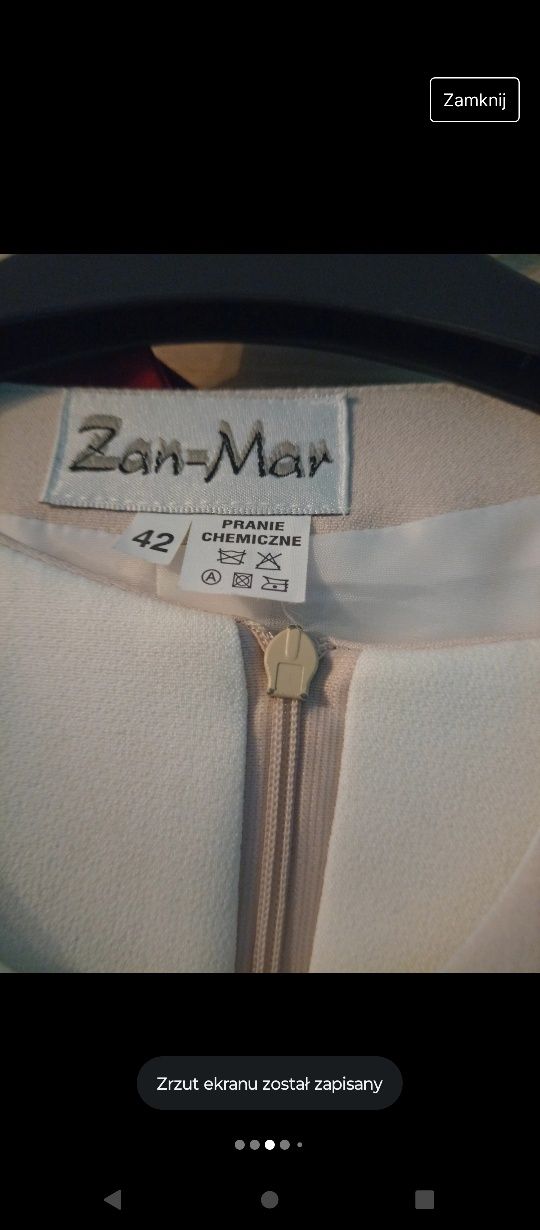 Zamknij
Zan-Mar
42
PRANIE
CHEMICZNE
A
Zrzut ekranu został zapisany